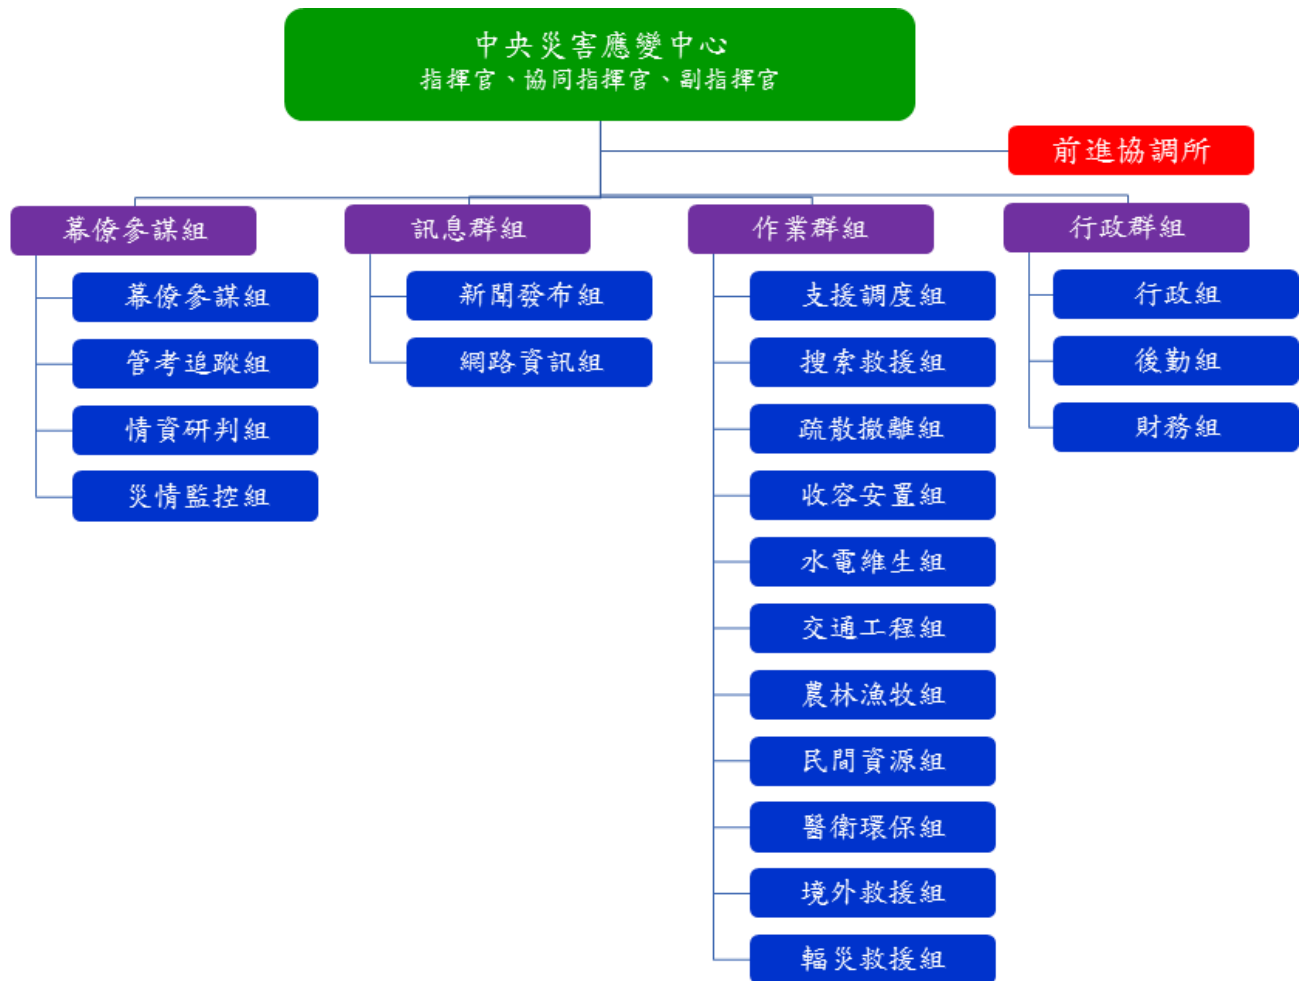 中央災害應變中心
指揮官、協同指揮官、副指揮官
前進協調所
幕僚參謀組
幕僚參謀組
管考追蹤組
情資研判組
災情監控組
訊息群組
新聞發布組
網路資訊組
作業群組
支援調度組
搜索救援組
疏散撤離組
收容安置組
水電維生組
交通工程組
農林漁牧組
民間資源組
醫衛環保組
境外救援組
輻災救援組
行政群組
行政組
後勤組
財務組